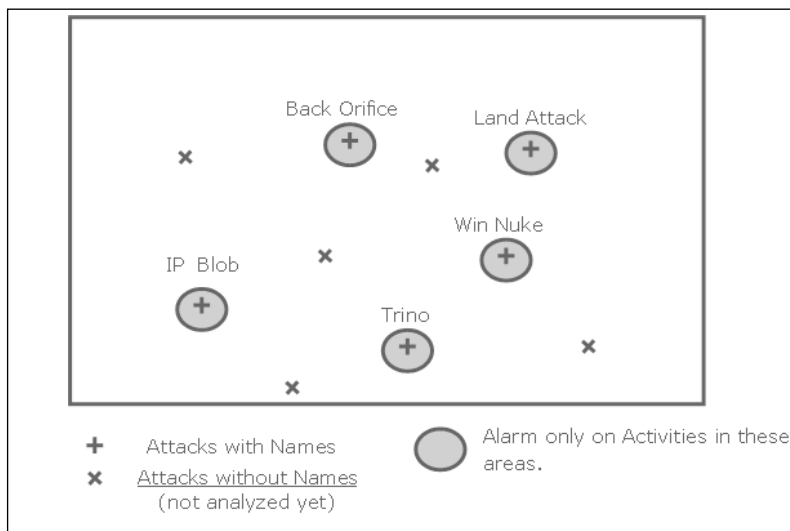 Back Orifice
Land Attack
Win Nuke
IP Blob
Trino
Attacks with Names
Attacks without Names
(not analyzed yet)
Alarm only on Activities in these
areas.